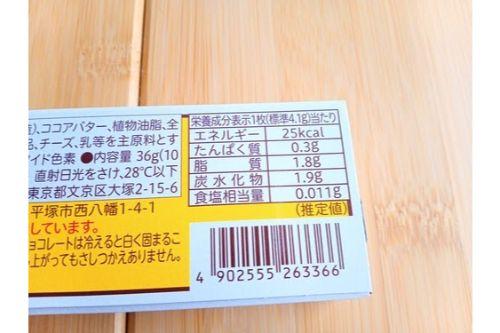 )、ココアバター、植物油脂、全
品、チーズ、乳等を主原料とす
イド色素 ●内容量 36g(10
直射日光をさけ、28℃以下
東京都文京区大塚2-15-6
平塚市西八幡1-4-1
しています。
ョコレートは冷えると白く固まるこ
上がってもさしつかえありません。
栄養成分表示1枚(標準4.1g)当たり
エネルギー 25kcal
たんぱく質 0.3g
脂質 1.8g
炭水化物 1.9g
食塩相当量 0.011g
(推定値)
4 902555 263366